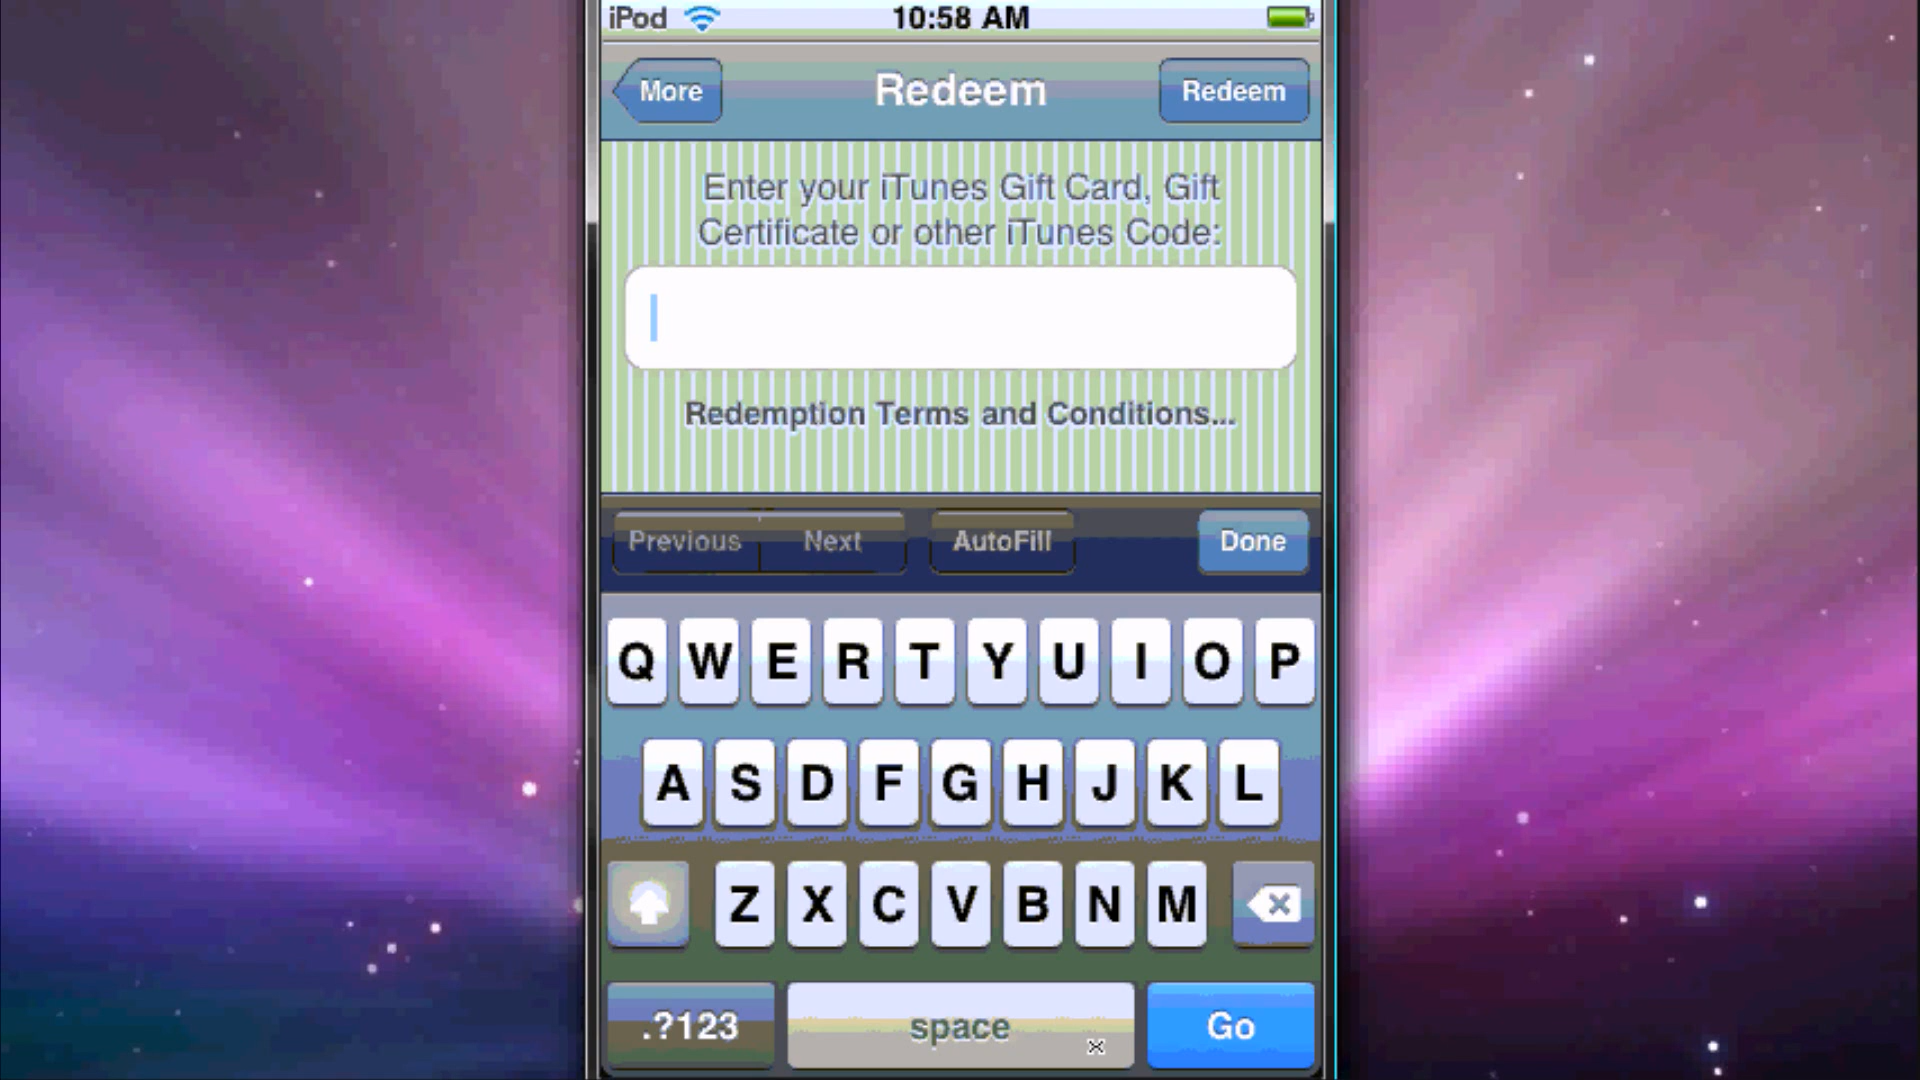 iPod 10:58 AM
More Redeem Redeem
Enter your iTunes Gift Card, Gift
Certificate or other iTunes Code:
Redemption Terms and Conditions...
Previous Next AutoFill Done
Q W E R T Y U I O P
A S D F G H J K L
Z X C V B N M
.?123 space Go